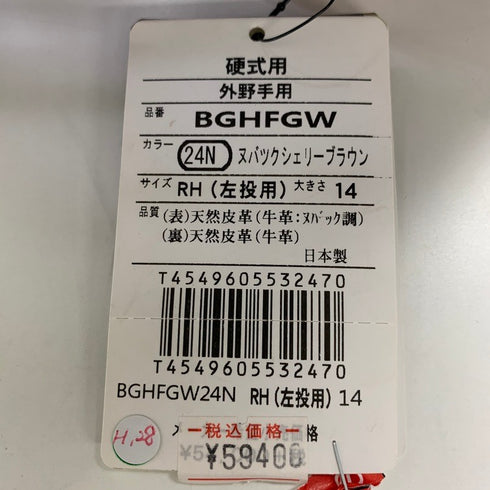 硬式用
外野手用
品番 BGHFGW
カラー 24N ヌバックシェリーブラウン
サイズ RH (左投用) 大きさ 14
品質 (表)天然皮革(牛革:ヌバック調)
(裏)天然皮革(牛革)
日本製
T4549605532470
T4549605532470
BGHFGW24N RH (左投用) 14
H.28
税込価格
¥59400